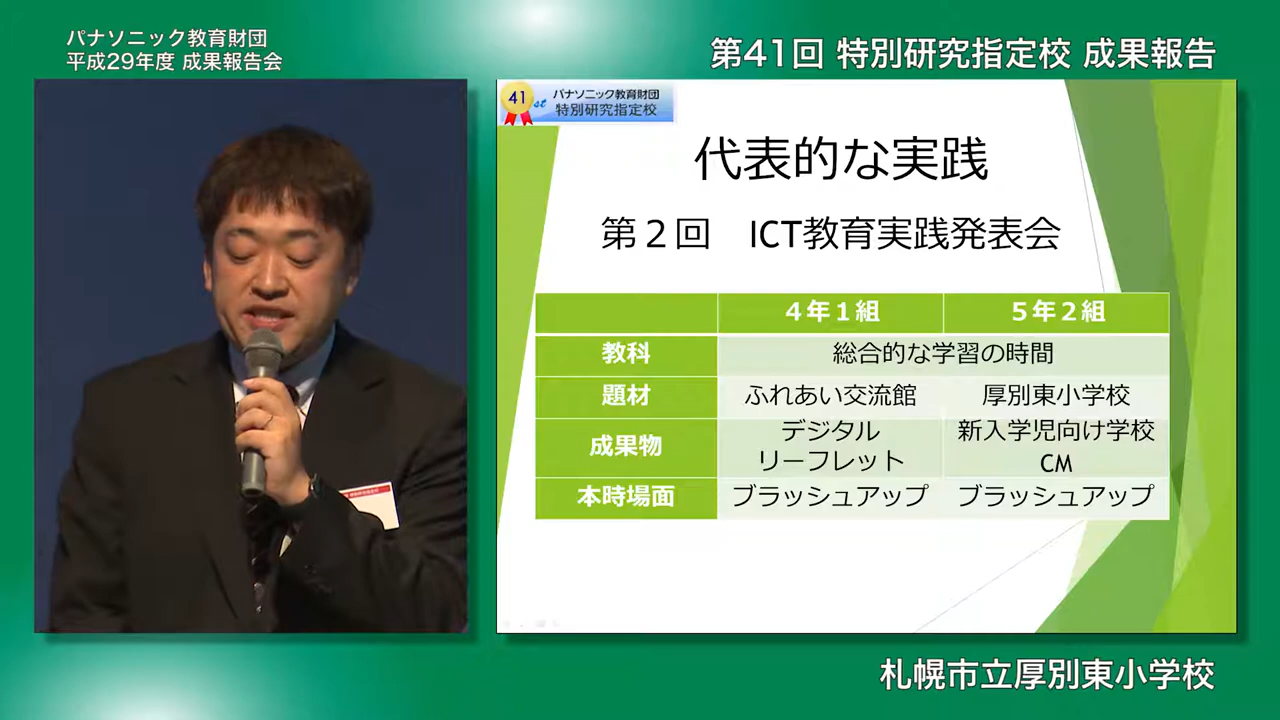 パナソニック教育財団
平成29年度 成果報告会
第41回 特別研究指定校 成果報告
41st パナソニック教育財団
特別研究指定校
代表的な実践
第２回　ICT教育実践発表会
４年１組 ５年２組
教科 総合的な学習の時間
題材 ふれあい交流館 厚別東小学校
成果物 デジタル
リーフレット 新入学児向け学校
CM
本時場面 ブラッシュアップ ブラッシュアップ
札幌市立厚別東小学校